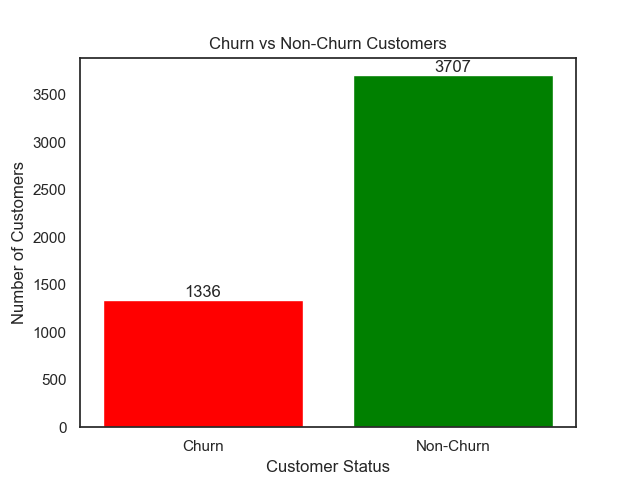 Churn vs Non-Churn Customers
3707
3500
3000
2500
2000
1500
1336
1000
500
0
Number of Customers
Churn
Non-Churn
Customer Status